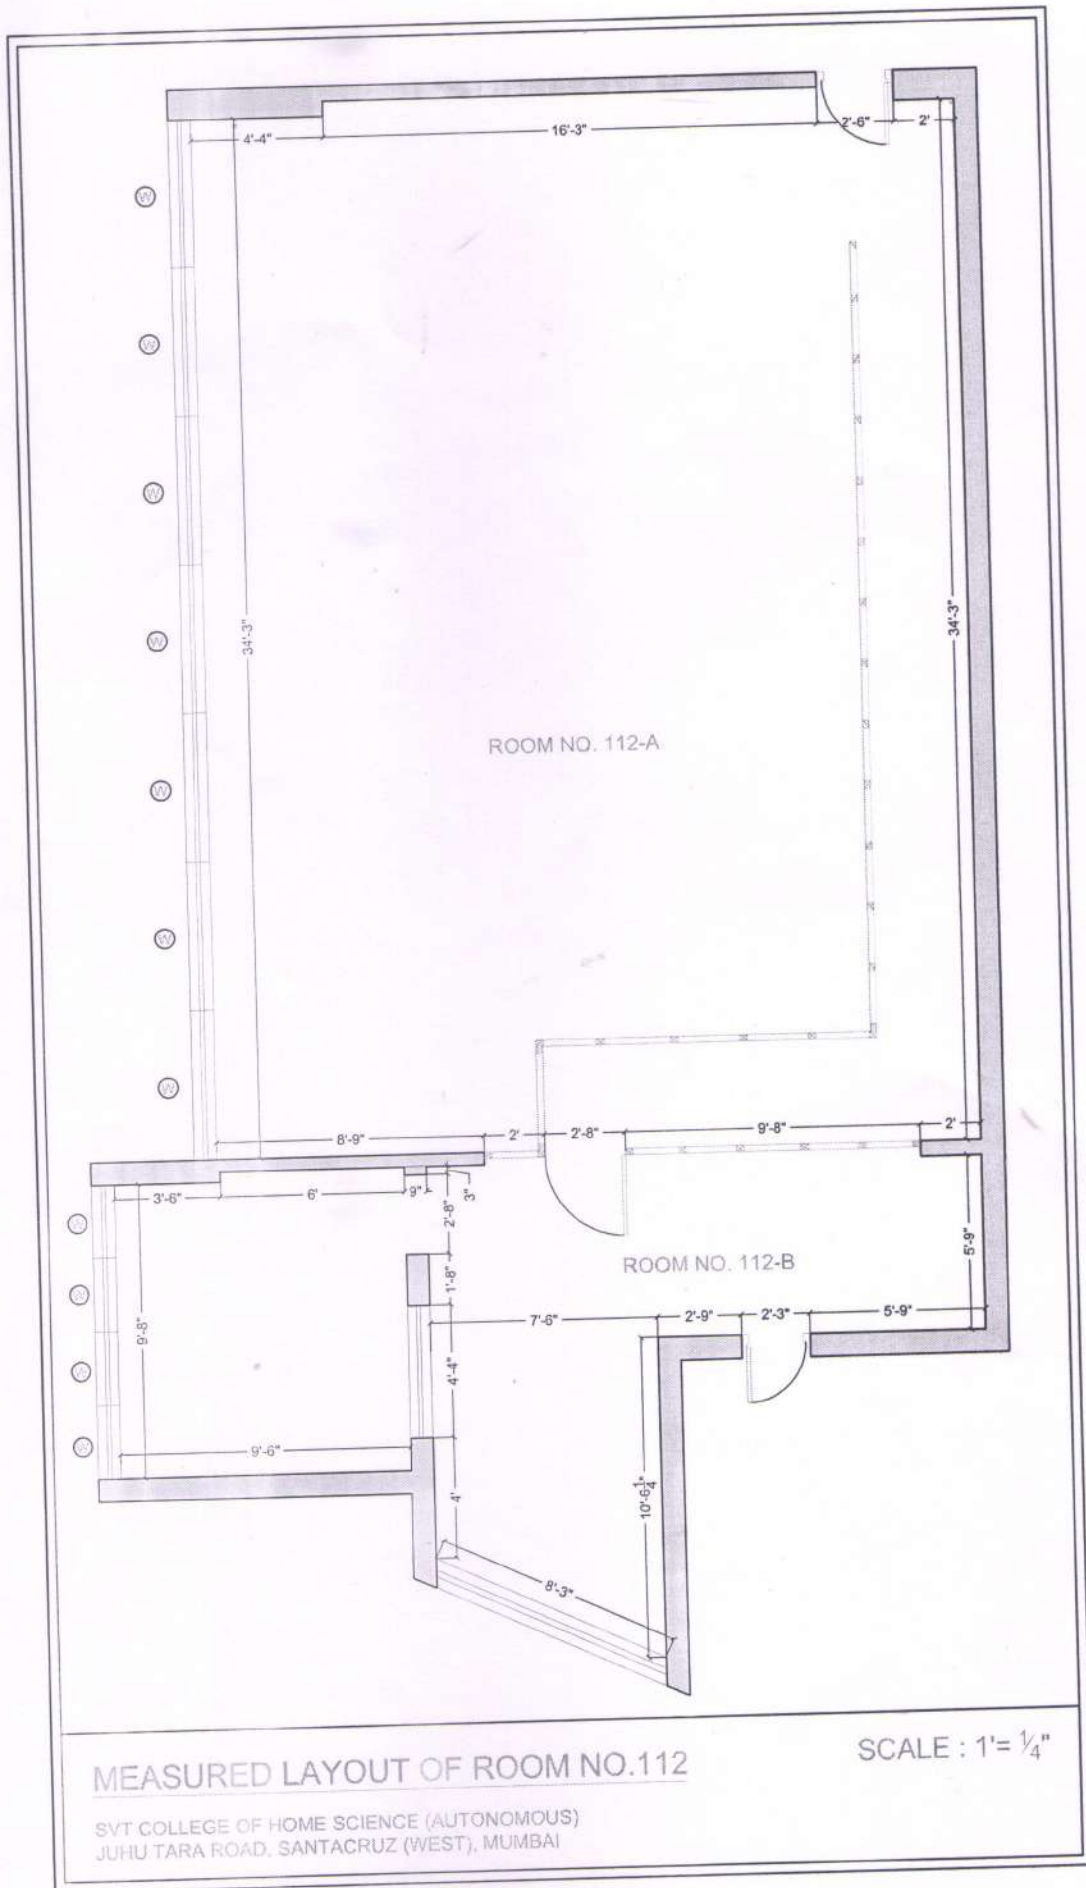 4'-4"
16'-3"
2'-6"
2'
W
W
W
W
W
W
W
34'-3"
34'-3"
ROOM NO. 112-A
8'-9"
2'
2'-8"
9'-8"
2'
3'-6"
6'
9"
3"
2'-8"
W
W
W
W
9'-8"
1'-8"
ROOM NO. 112-B
5'-9"
7'-6"
2'-9"
2'-3"
5'-9"
4'-4"
9'-6"
4'
10'-6 1/4"
8'-3"
MEASURED LAYOUT OF ROOM NO.112
SCALE : 1'= 1/4"
SVT COLLEGE OF HOME SCIENCE (AUTONOMOUS)
JUHU TARA ROAD, SANTACRUZ (WEST), MUMBAI